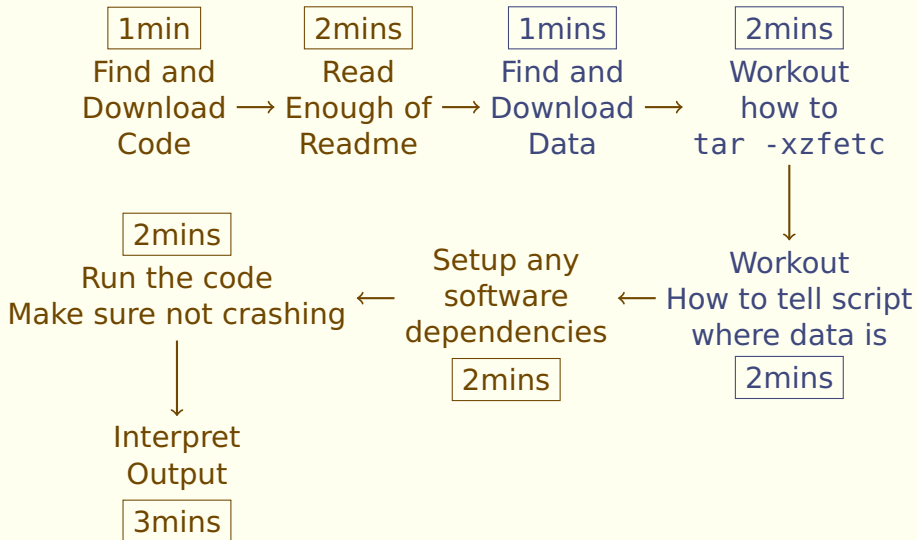 1min
Find and
Download
Code
2mins
Read
Enough of
Readme
1mins
Find and
Download
Data
2mins
Workout
how to
tar -xzfetc
Workout
How to tell script
where data is
2mins
Setup any
software
dependencies
2mins
2mins
Run the code
Make sure not crashing
Interpret
Output
3mins